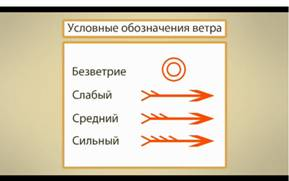 Условные обозначения ветра
Безветрие
Слабый
Средний
Сильный